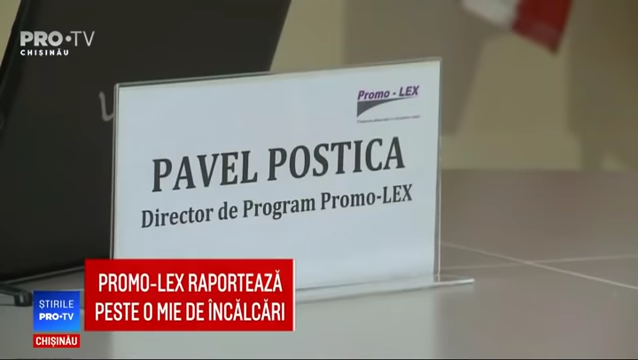 PRO•TV
CHIȘINĂU
Promo - LEX
PAVEL POSTICA
Director de Program Promo-LEX
PROMO-LEX RAPORTEAZĂ
PESTE O MIE DE ÎNCĂLCĂRI
ȘTIRILE
PRO•TV
CHIȘINĂU